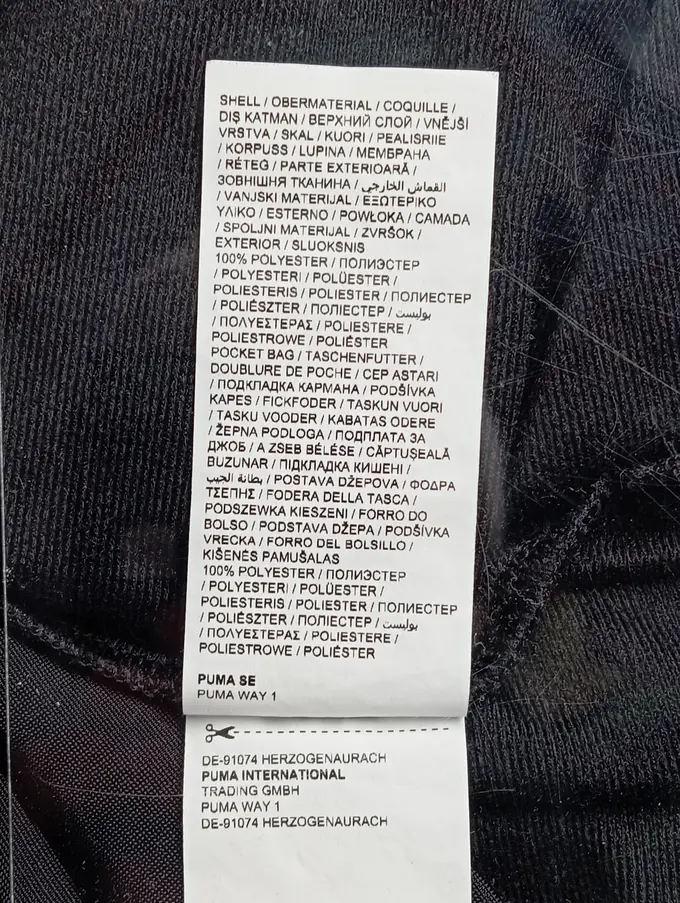 SHELL / OBERMATERIAL / COQUILLE /
DIŞ KATMAN / ВЕРХНИЙ СЛОЙ / VNĚJŠÍ
VRSTVA / SKAL / KUORI / PEALISRIIE
/ KORPUSS / LUPINA / МЕМБРАНА
/ RÉTEG / PARTE EXTERIOARĂ /
ЗОВНІШНЯ ТКАНИНА / القماش الخارجي
/ VANJSKI MATERIJAL / ΕΞΩΤΕΡΙΚΟ
ΥΛΙΚΟ / ESTERNO / POWŁOKA / CAMADA
/ SPOLJNI MATERIJAL / ZVRŠOK /
EXTERIOR / SLUOKSNIS
100% POLYESTER / ПОЛИЭСТЕР
/ POLYESTERI / POLÜESTER /
POLIESTERIS / POLIESTER / ПОЛИЕСТЕР
/ POLIÉSZTER / ПОЛІЕСТЕР / بوليستر
/ ΠΟΛΥΕΣΤΕΡΑΣ / POLIESTERE /
POLIESTROWE / POLIÉSTER
POCKET BAG / TASCHENFUTTER /
DOUBLURE DE POCHE / CEP ASTARI
/ ПОДКЛАДКА КАРМАНА / PODŠÍVKA
KAPES / FICKFODER / TASKUN VUORI
/ TASKU VOODER / KABATAS ODERE
/ ŽEPNA PODLOGA / ПОДПЛАТА ЗА
ДЖОБ / A ZSEB BÉLÉSE / CĂPTUŞEALĂ
BUZUNAR / ПІДКЛАДКА КИШЕНІ /
بطانة الجيب / POSTAVA DŽEPOVA / ΦΟΔΡΑ
ΤΣΕΠΗΣ / FODERA DELLA TASCA /
PODSZEWKA KIESZENI / FORRO DO
BOLSO / PODSTAVA DŽEPA / PODŠÍVKA
VRECKA / FORRO DEL BOLSILLO /
KIŠENĖS PAMUŠALAS
100% POLYESTER / ПОЛИЭСТЕР
/ POLYESTERI / POLÜESTER /
POLIESTERIS / POLIESTER / ПОЛИЕСТЕР
/ POLIÉSZTER / ПОЛІЕСТЕР / بوليستر
/ ΠΟΛΥΕΣΤΕΡΑΣ / POLIESTERE /
POLIESTROWE / POLIÉSTER
PUMA SE
PUMA WAY 1
DE-91074 HERZOGENAURACH
PUMA INTERNATIONAL
TRADING GMBH
PUMA WAY 1
DE-91074 HERZOGENAURACH